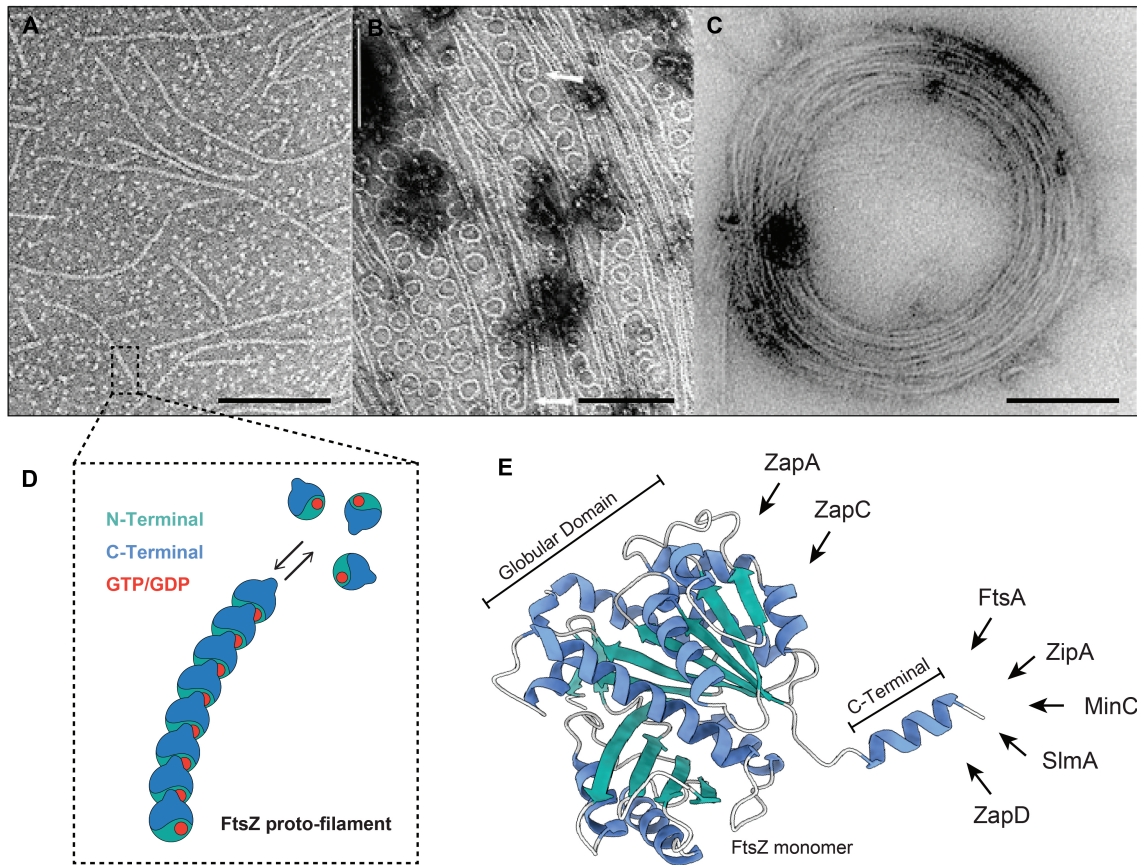 A
B
C
D
N-Terminal
C-Terminal
GTP/GDP
FtsZ proto-filament
E
Globular Domain
ZapA
ZapC
FtsA
ZipA
MinC
SlmA
ZapD
C-Terminal
FtsZ monomer